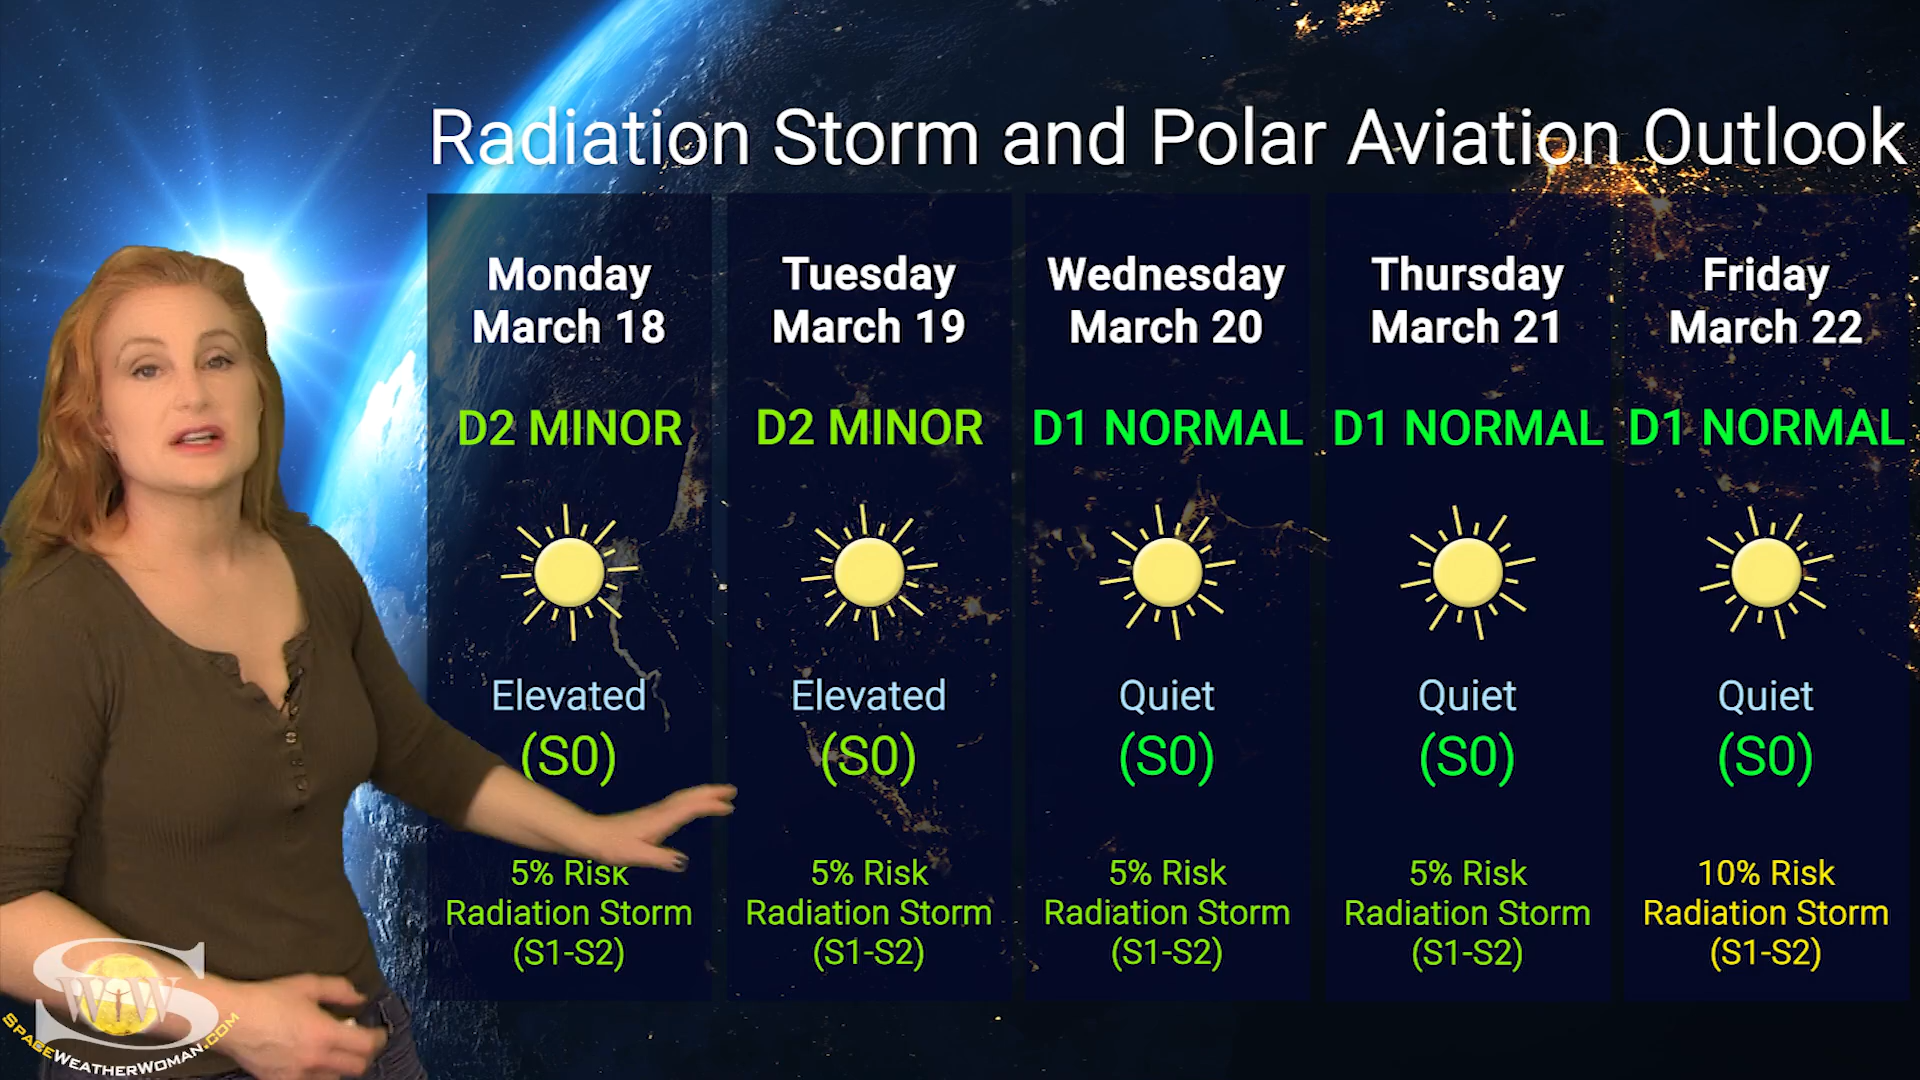 Radiation Storm and Polar Aviation Outlook
Monday
March 18
D2 MINOR
Elevated
(S0)
5% Risk
Radiation Storm
(S1-S2)
Tuesday
March 19
D2 MINOR
Elevated
(S0)
5% Risk
Radiation Storm
(S1-S2)
Wednesday
March 20
D1 NORMAL
Quiet
(S0)
5% Risk
Radiation Storm
(S1-S2)
Thursday
March 21
D1 NORMAL
Quiet
(S0)
5% Risk
Radiation Storm
(S1-S2)
Friday
March 22
D1 NORMAL
Quiet
(S0)
10% Risk
Radiation Storm
(S1-S2)
SWW
SPACEWEATHERWOMAN.COM